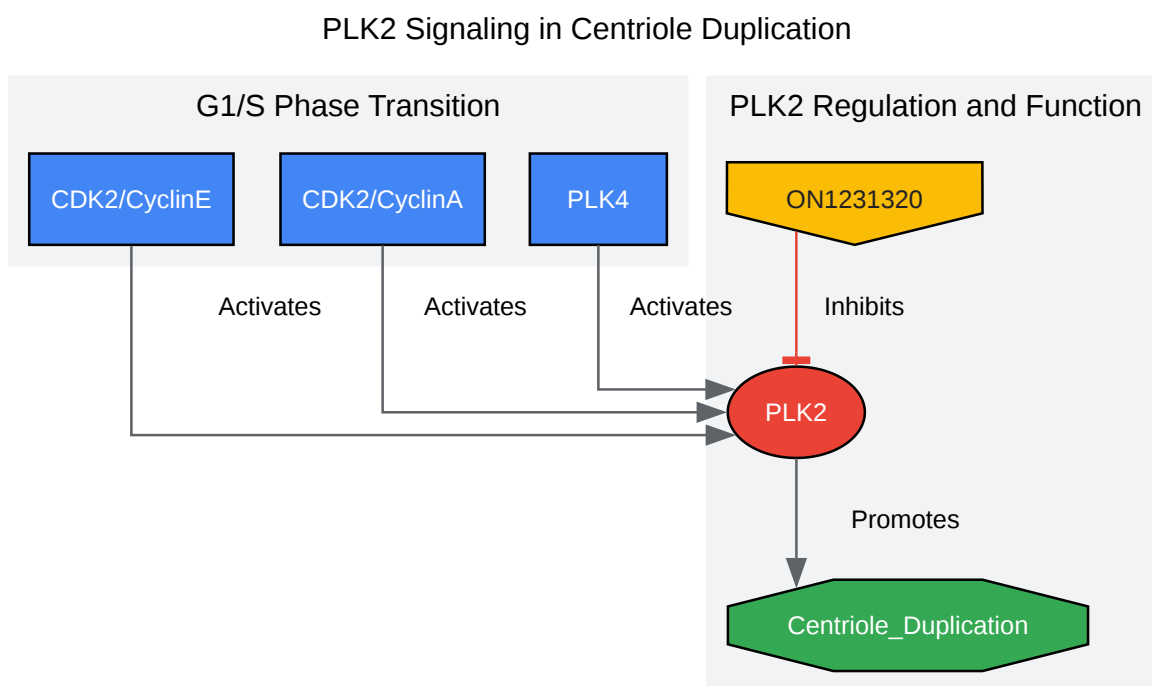 PLK2 Signaling in Centriole Duplication
G1/S Phase Transition
PLK2 Regulation and Function
CDK2/CyclinE
CDK2/CyclinA
PLK4
ON1231320
Activates
Activates
Activates
Inhibits
PLK2
Promotes
Centriole_Duplication